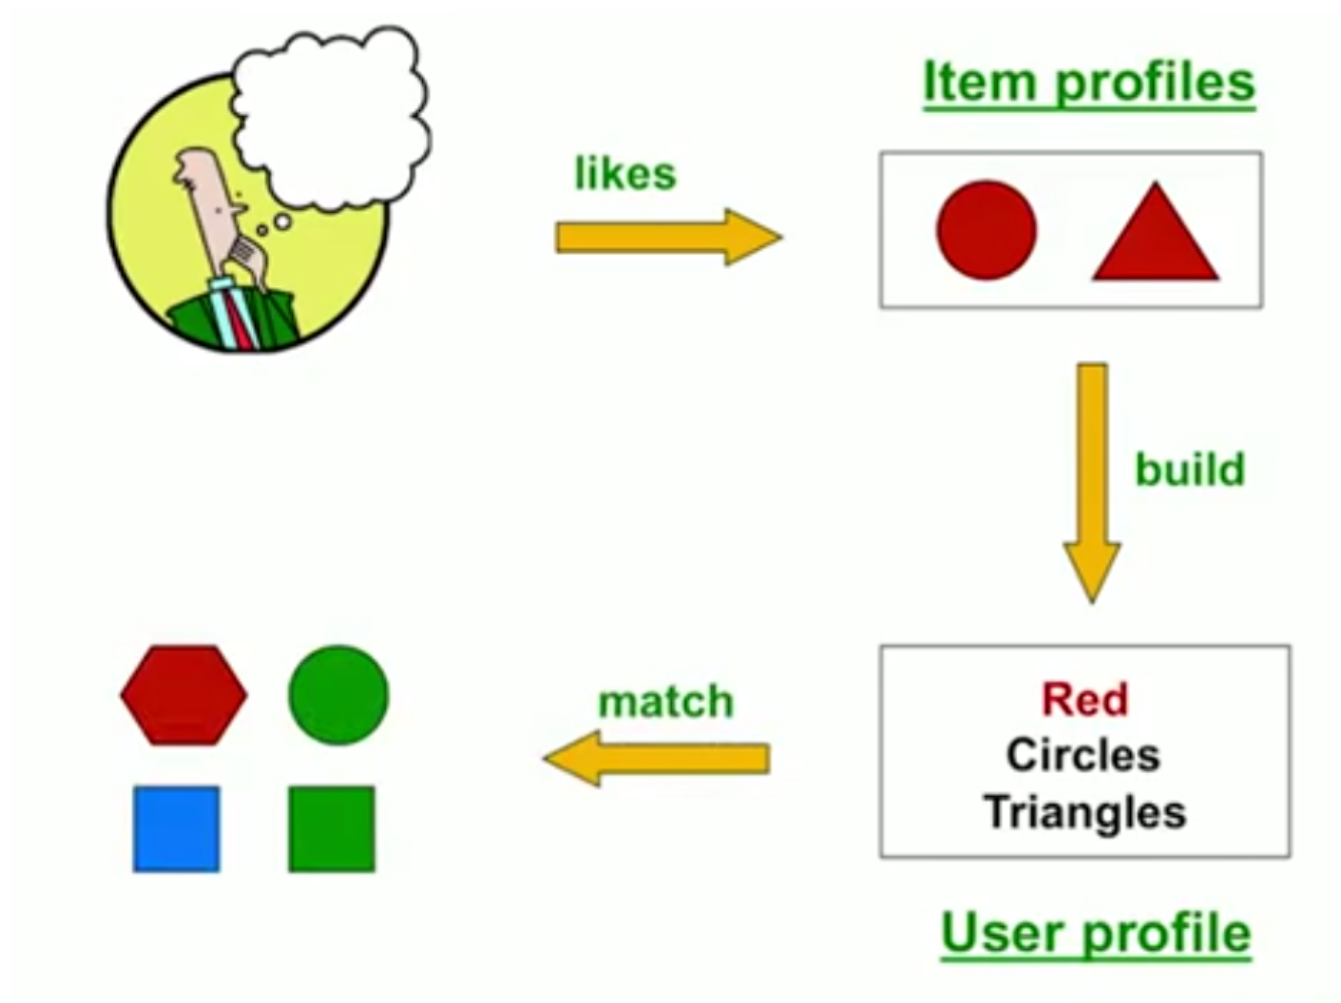 Item profiles
likes
build
match
Red
Circles
Triangles
User profile